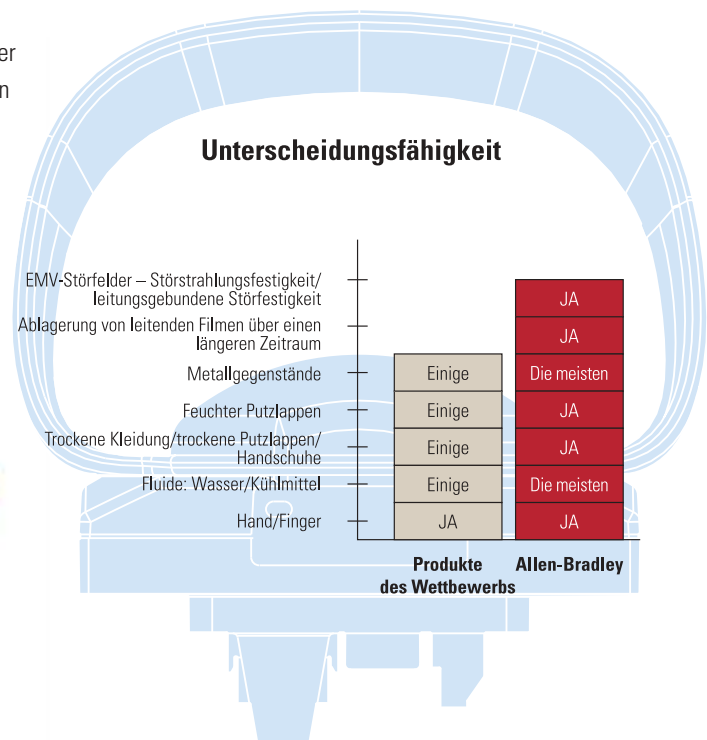 er
n
Unterscheidungsfähigkeit
EMV-Störfelder – Störstrahlungsfestigkeit/
leitungsgebundene Störfestigkeit
JA
Ablagerung von leitenden Filmen über einen
längeren Zeitraum
JA
Metallgegenstände
Einige
Die meisten
Feuchter Putzlappen
Einige
JA
Trockene Kleidung/trockene Putzlappen/
Handschuhe
Einige
JA
Fluide: Wasser/Kühlmittel
Einige
Die meisten
Hand/Finger
JA
JA
Produkte
des Wettbewerbs
Allen-Bradley